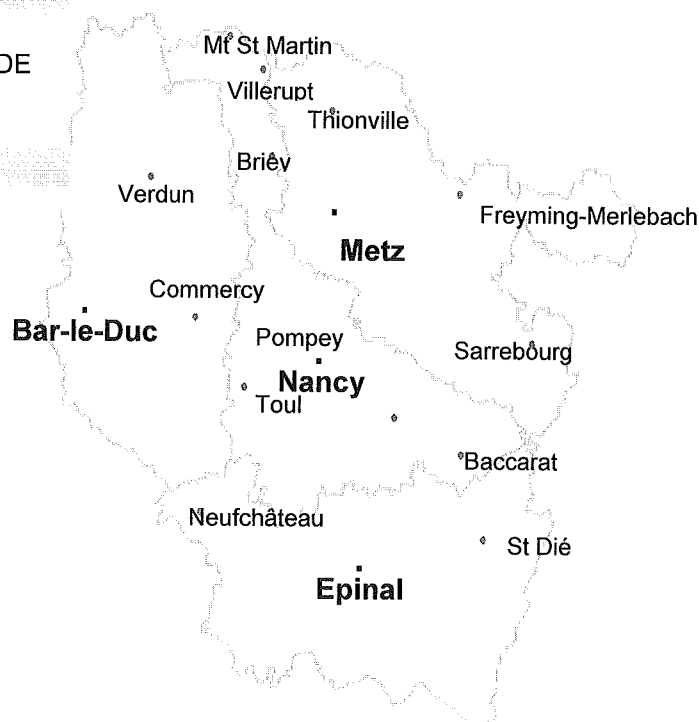 Mt St Martin
DE
Villerupt
Thionville
Briey
Verdun
Freyming-Merlebach
Metz
Commercy
Bar-le-Duc
Pompey
Sarrebourg
Nancy
Toul
Baccarat
Neufchâteau
St Dié
Epinal